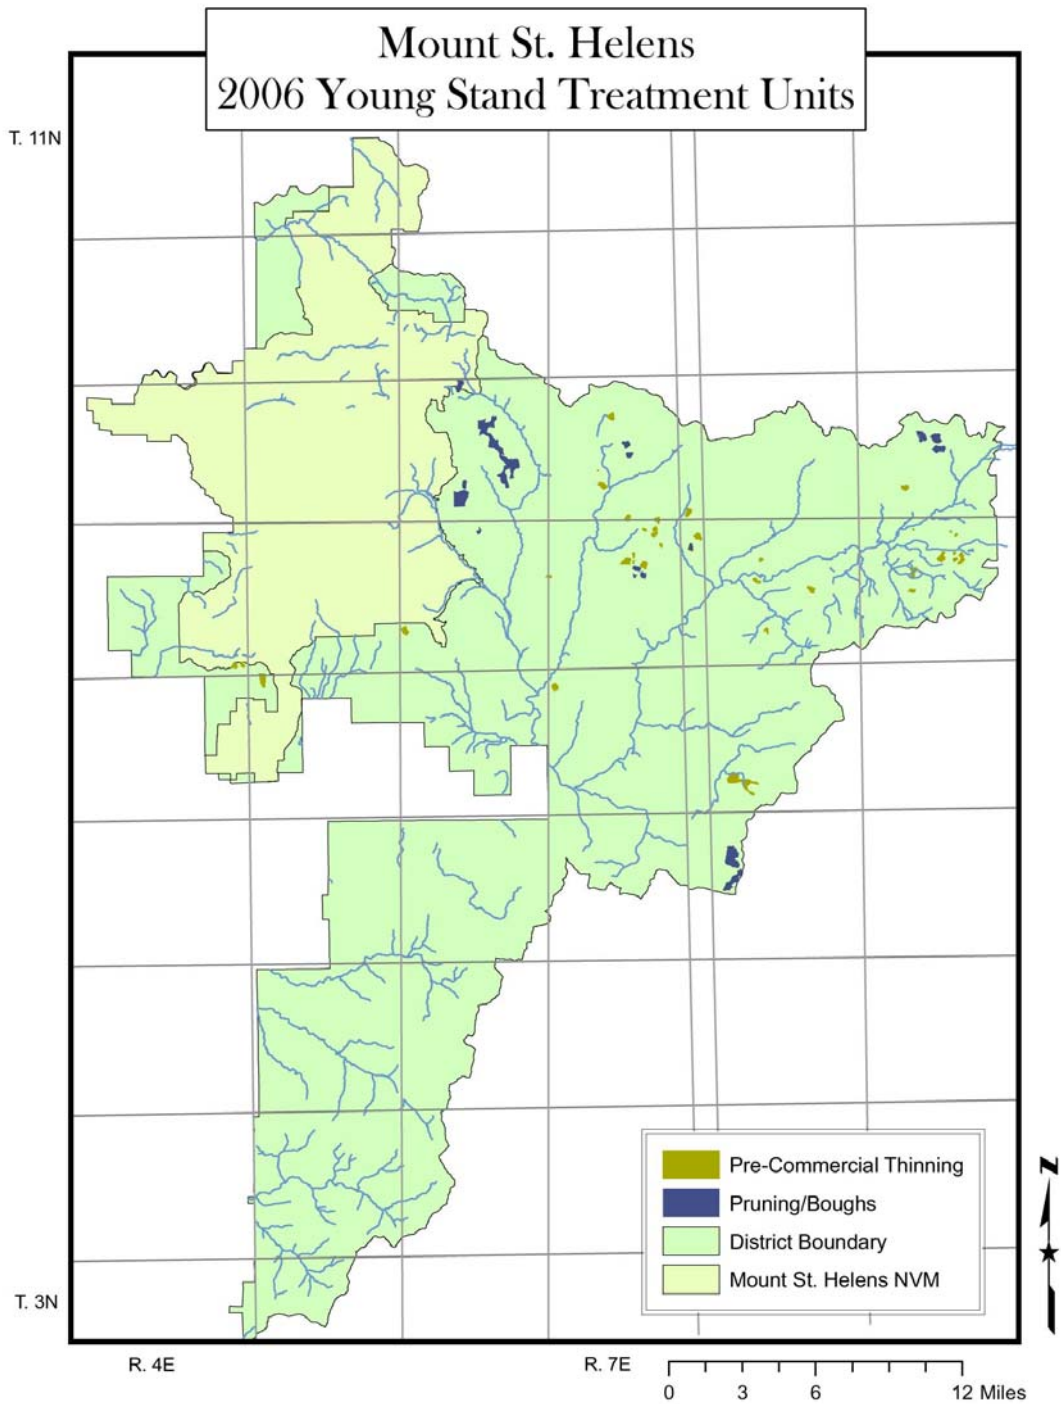 Mount St. Helens
2006 Young Stand Treatment Units
T. 11N
Pre-Commercial Thinning
Pruning/Boughs
District Boundary
Mount St. Helens NVM
N
T. 3N
R. 4E
R. 7E
0 3 6 12 Miles